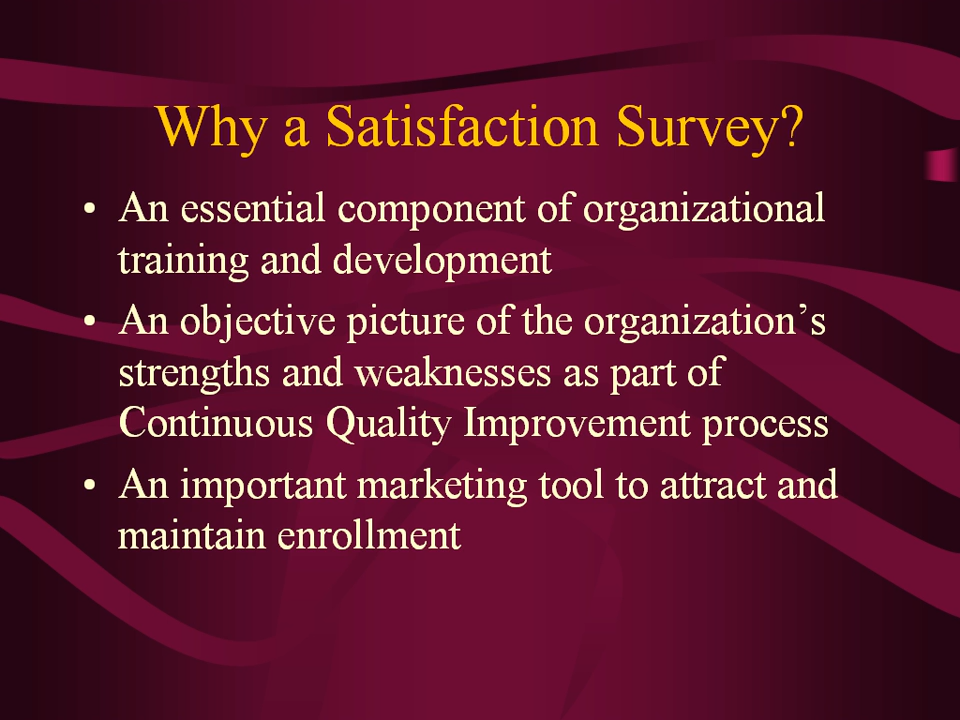 Why a Satisfaction Survey?
• An essential component of organizational
training and development
• An objective picture of the organization’s
strengths and weaknesses as part of
Continuous Quality Improvement process
• An important marketing tool to attract and
maintain enrollment